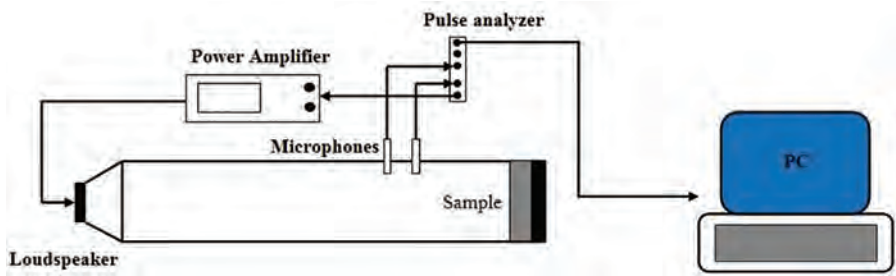 Pulse analyzer
Power Amplifier
Microphones
PC
Sample
Loudspeaker